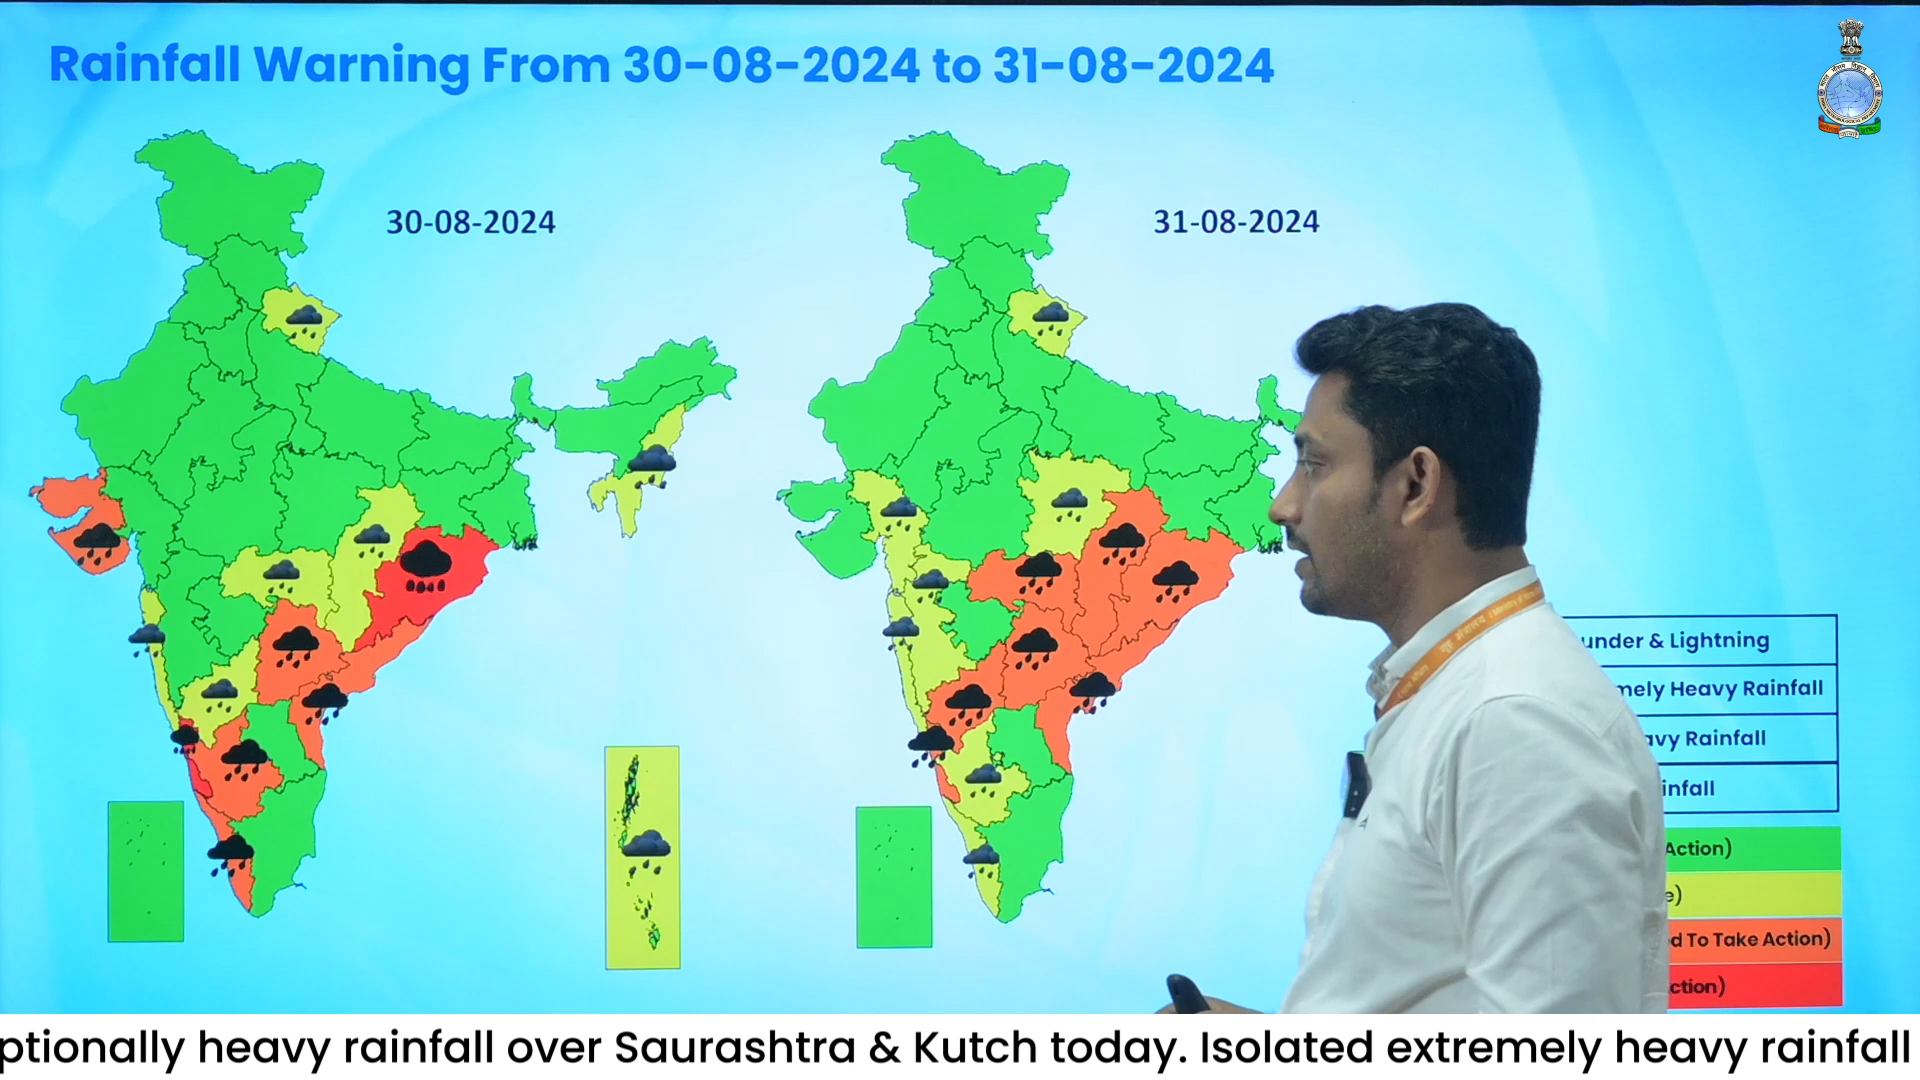 Rainfall Warning From 30-08-2024 to 31-08-2024
30-08-2024
31-08-2024
under & Lightning
mely Heavy Rainfall
avy Rainfall
infall
Action)
e)
d To Take Action)
ction)
ptionally heavy rainfall over Saurashtra & Kutch today. Isolated extremely heavy rainfall